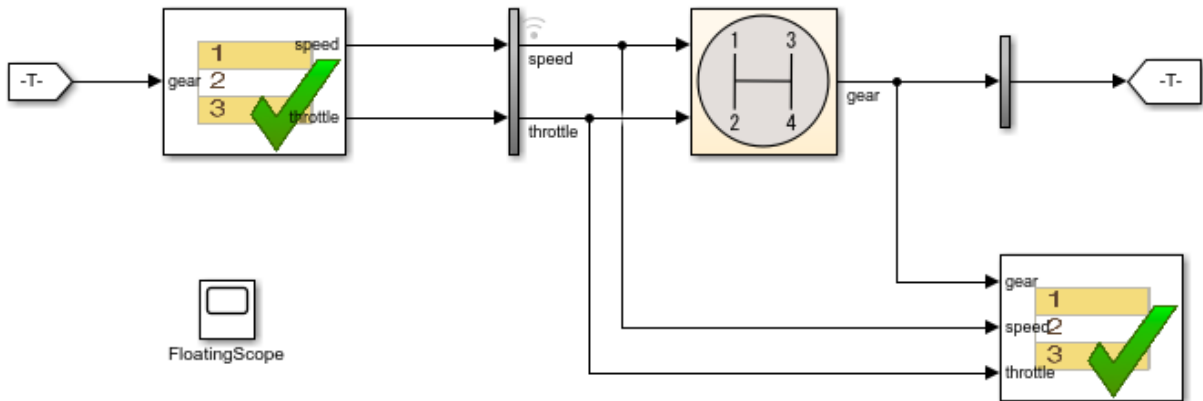 -T-
gear
speed
1
2
3
throttle
speed
throttle
1 3
2 4
gear
-T-
FloatingScope
gear
speed
throttle
1
2
3